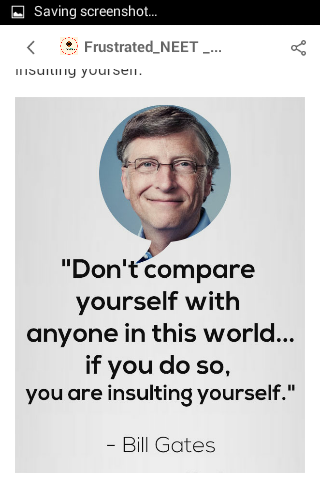 Saving screenshot...
Frustrated_NEET _...
insulting yourself.
"Don't compare
yourself with
anyone in this world...
if you do so,
you are insulting yourself."
- Bill Gates